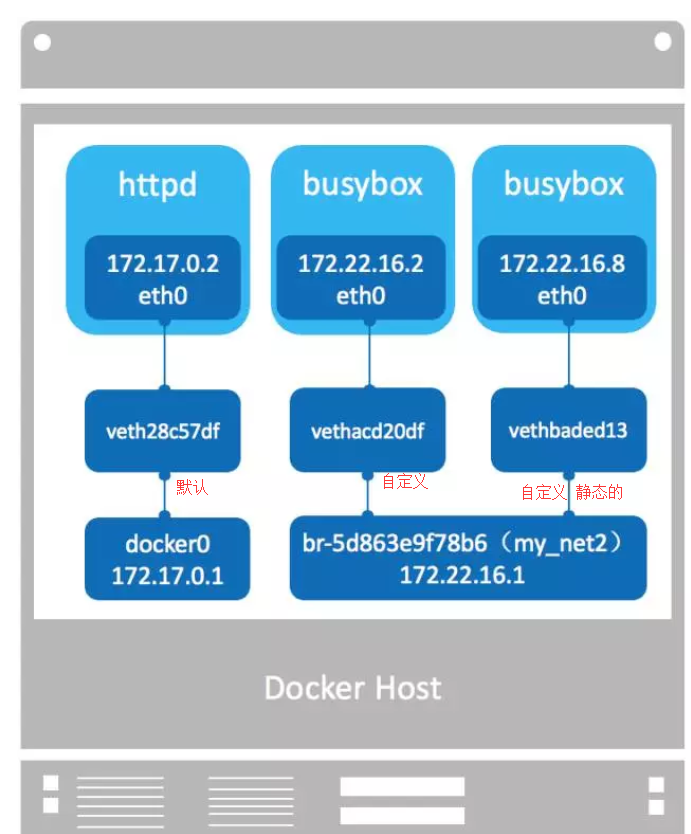 httpd
busybox
busybox
172.17.0.2
eth0
172.22.16.2
eth0
172.22.16.8
eth0
veth28c57df
vethacd20df
vethbaded13
默认
自定义
自定义 静态的
docker0
172.17.0.1
br-5d863e9f78b6（my_net2）
172.22.16.1
Docker Host